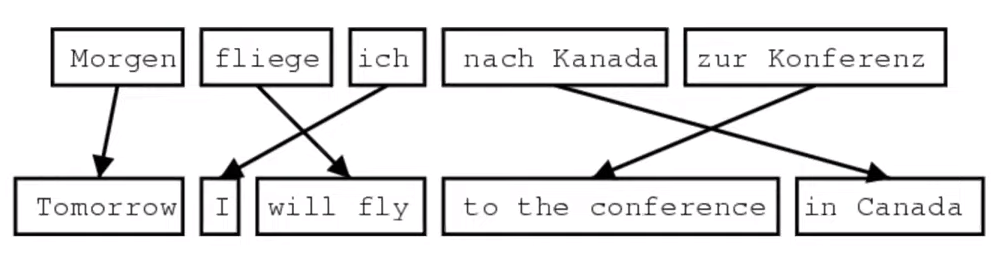 Morgen fliege ich nach Kanada zur Konferenz
Tomorrow I will fly to the conference in Canada